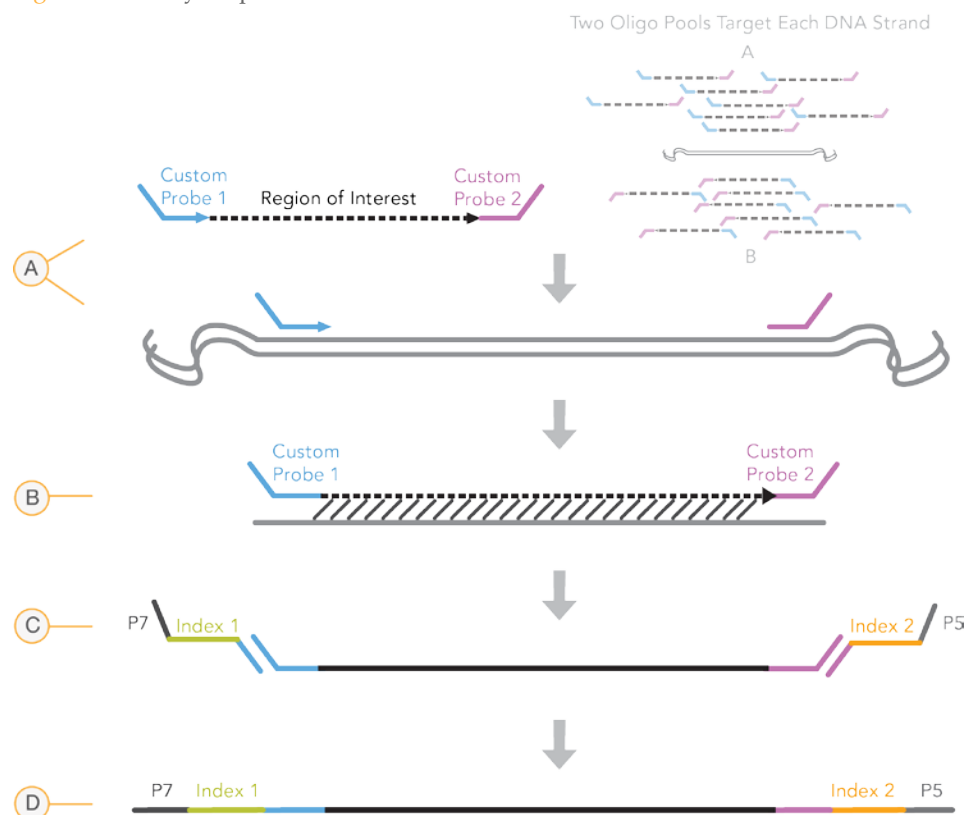 Two Oligo Pools Target Each DNA Strand
A
Custom
Probe 1
Region of Interest
Custom
Probe 2
B
A
Custom
Probe 1
Custom
Probe 2
B
C
P7
Index 1
Index 2
P5
D
P7
Index 1
Index 2
P5